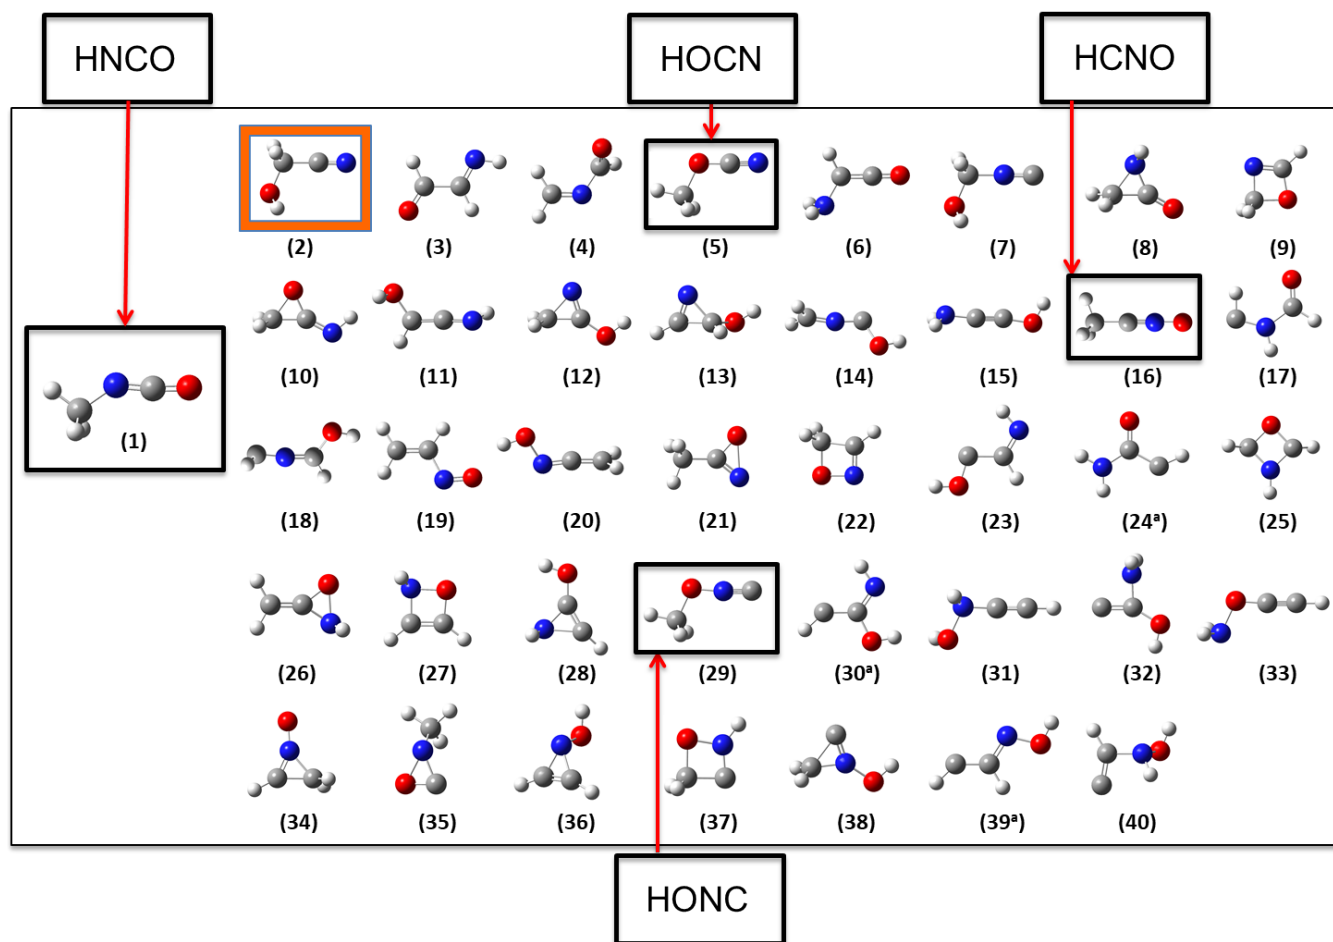 HNCO HOCN HCNO
(2) (3) (4) (5) (6) (7) (8) (9)
(10) (11) (12) (13) (14) (15) (16) (17)
(1)
(18) (19) (20) (21) (22) (23) (24ª) (25)
(26) (27) (28) (29) (30ª) (31) (32) (33)
(34) (35) (36) (37) (38) (39ª) (40)
HONC